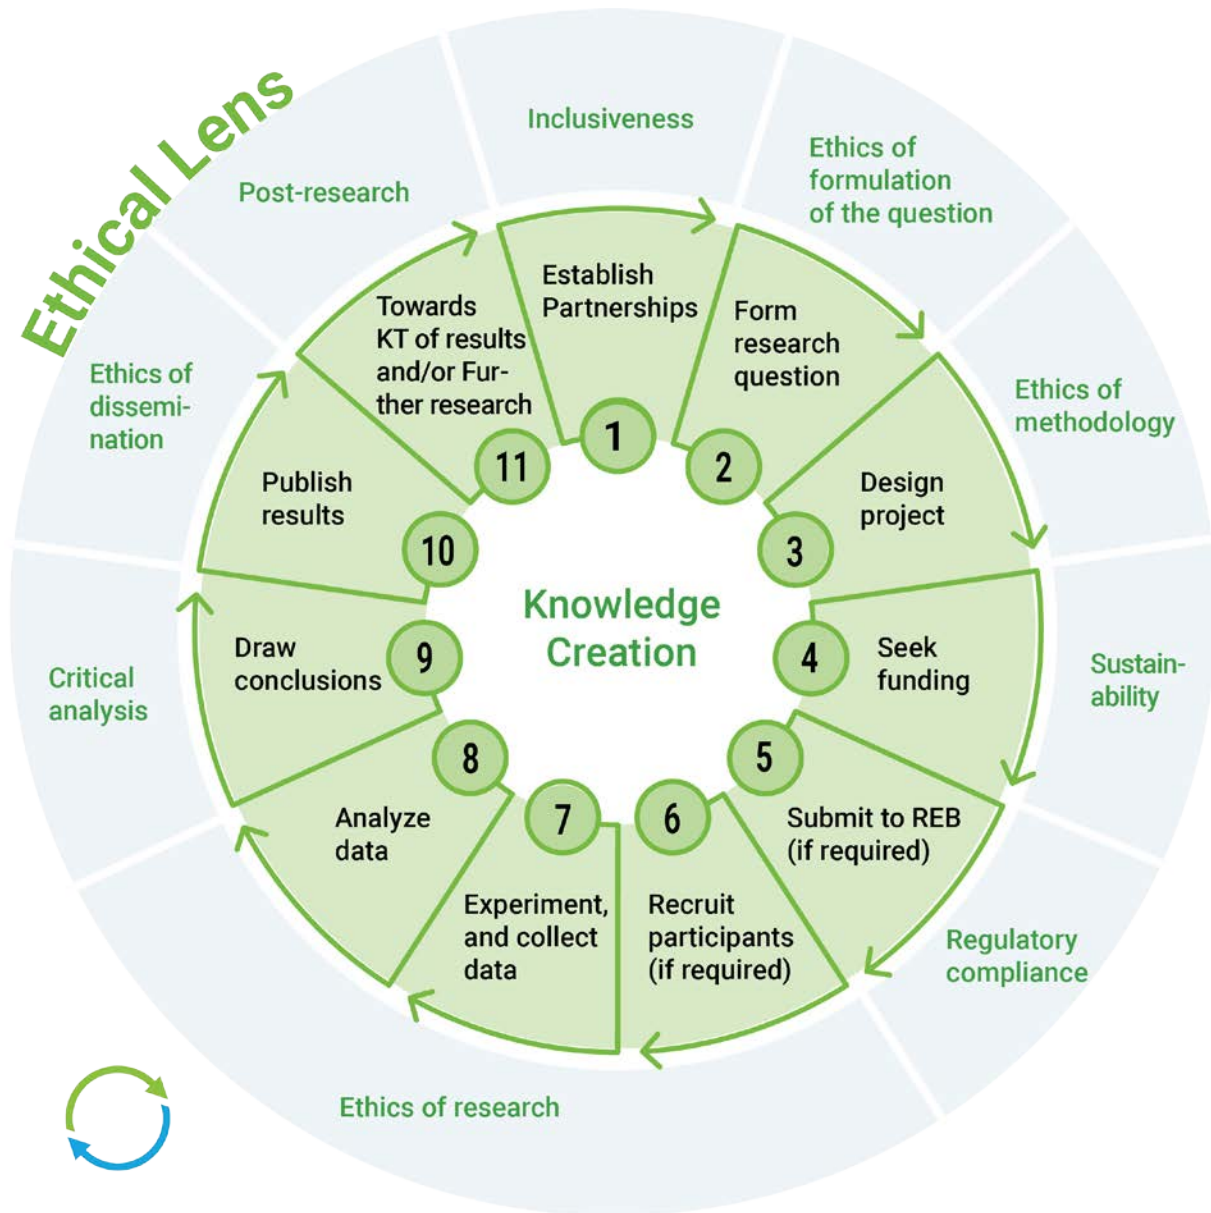 Ethical Lens
Inclusiveness
Ethics of
formulation
of the question
Ethics of
methodology
Sustain-
ability
Regulatory
compliance
Ethics of research
Critical
analysis
Ethics of
dissemi-
nation
Post-research
Establish
Partnerships
1
Form
research
question
2
Design
project
3
Seek
funding
4
Submit to REB
(if required)
5
Recruit
participants
(if required)
6
Experiment,
and collect
data
7
Analyze
data
8
Draw
conclusions
9
Publish
results
10
Towards
KT of results
and/or Fur-
ther research
11
Knowledge
Creation